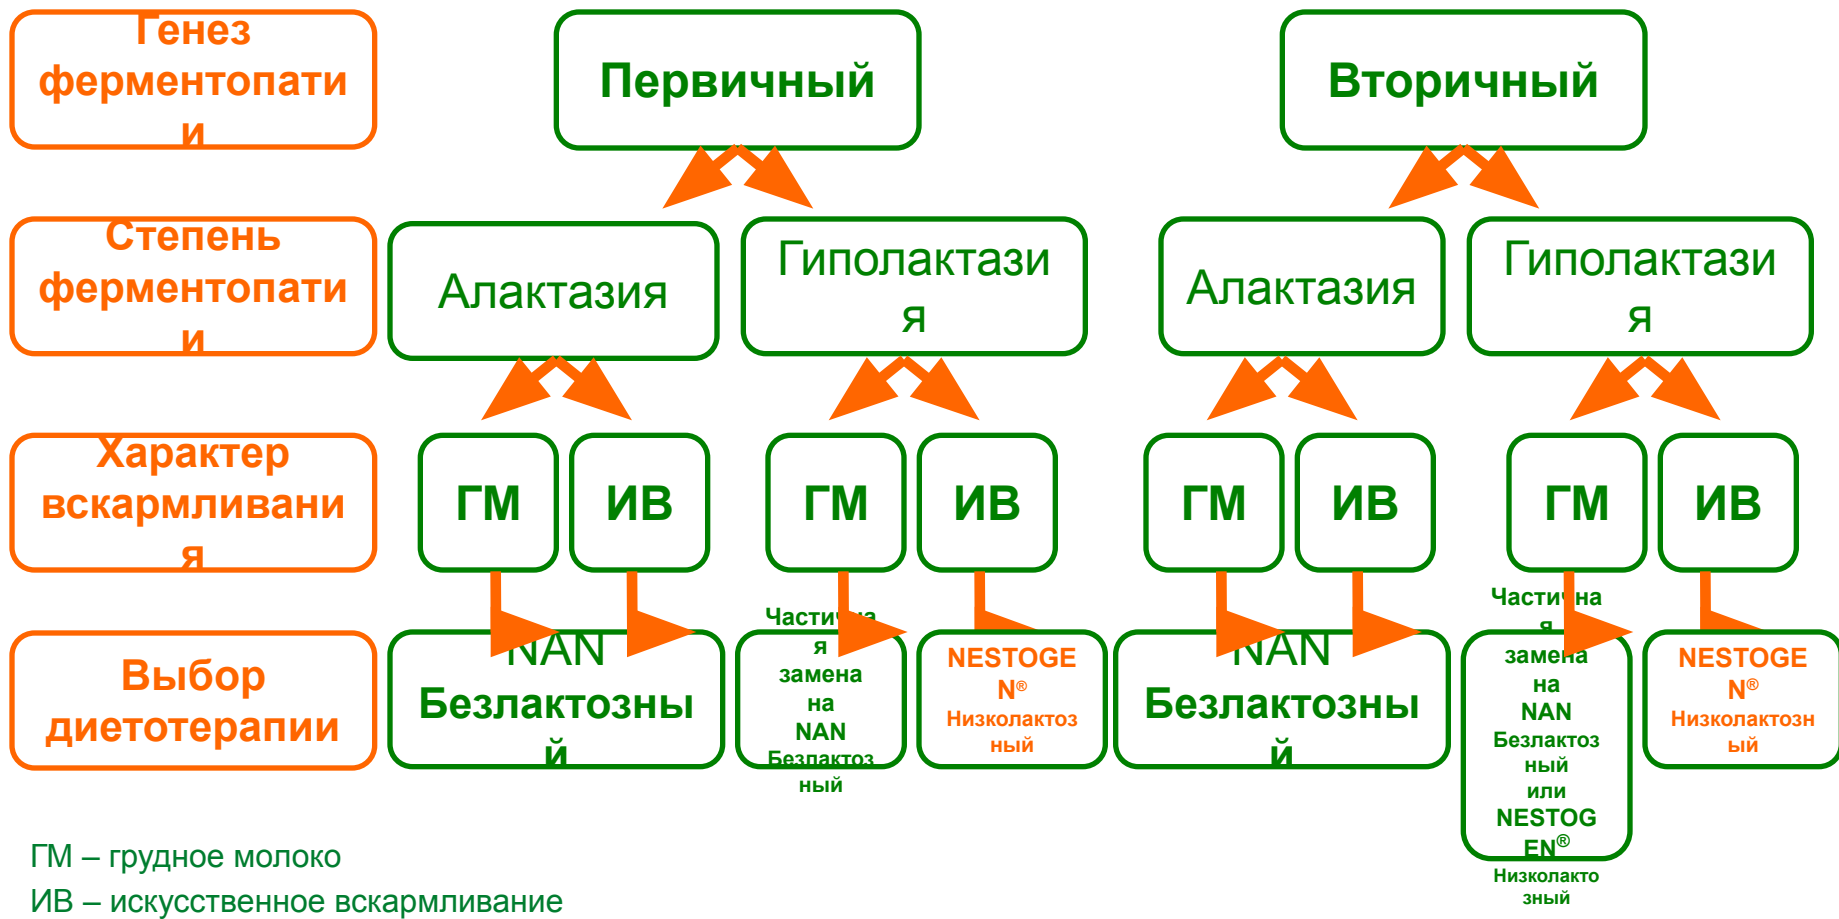 Генез
ферментопати
и
Первичный
Вторичный
Степень
ферментопати
и
Алактазия
Гиполактази
я
Алактазия
Гиполактази
я
Характер
вскармливани
я
ГМ
ИВ
ГМ
ИВ
ГМ
ИВ
ГМ
ИВ
Выбор
диетотерапии
NAN
Безлактозны
й
Частична
я
замена
на
NAN
Безлактоз
ный
NESTOGE
N®
Низколактоз
ный
NAN
Безлактозны
й
Частична
я
замена
на
NAN
Безлактоз
ный
или
NESTOG
EN®
Низколакто
зный
NESTOGE
N®
Низколактозн
ый
ГМ – грудное молоко
ИВ – искусственное вскармливание